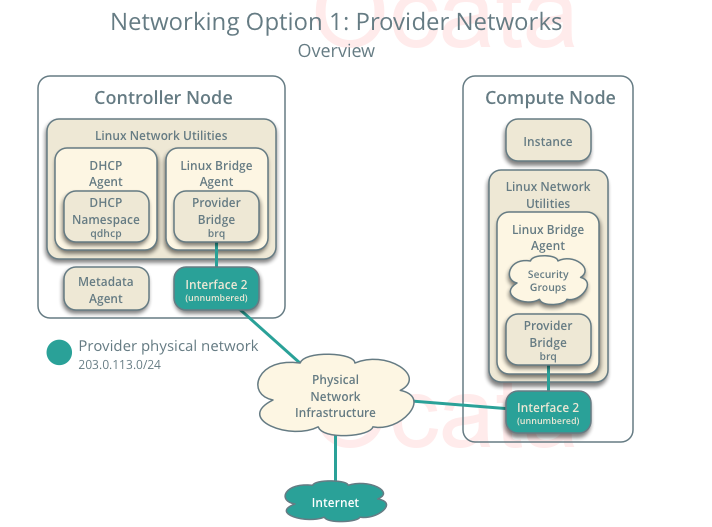 Networking Option 1: Provider Networks
Overview
Controller Node
Linux Network Utilities
DHCP
Agent
DHCP
Namespace
qdhcp
Linux Bridge
Agent
Provider
Bridge
brq
Metadata
Agent
Interface 2
(unnumbered)
Provider physical network
203.0.113.0/24
Compute Node
Instance
Linux Network
Utilities
Linux Bridge
Agent
Security
Groups
Provider
Bridge
brq
Interface 2
(unnumbered)
Physical
Network
Infrastructure
Internet
Ocata
Ocata